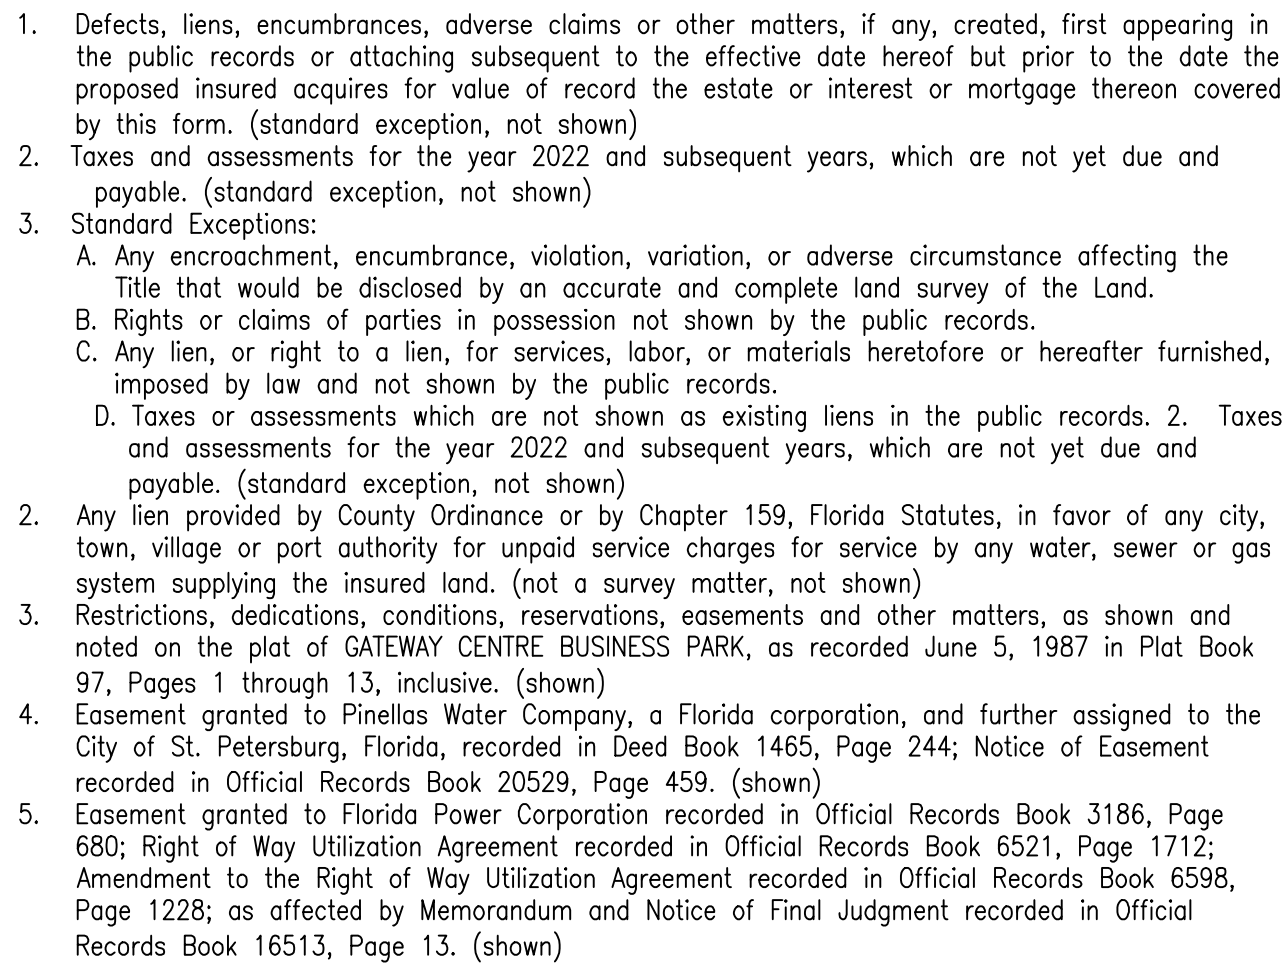 1. Defects, liens, encumbrances, adverse claims or other matters, if any, created, first appearing in
the public records or attaching subsequent to the effective date hereof but prior to the date the
proposed insured acquires for value of record the estate or interest or mortgage thereon covered
by this form. (standard exception, not shown)
2. Taxes and assessments for the year 2022 and subsequent years, which are not yet due and
payable. (standard exception, not shown)
3. Standard Exceptions:
A. Any encroachment, encumbrance, violation, variation, or adverse circumstance affecting the
Title that would be disclosed by an accurate and complete land survey of the Land.
B. Rights or claims of parties in possession not shown by the public records.
C. Any lien, or right to a lien, for services, labor, or materials heretofore or hereafter furnished,
imposed by law and not shown by the public records.
D. Taxes or assessments which are not shown as existing liens in the public records. 2. Taxes
and assessments for the year 2022 and subsequent years, which are not yet due and
payable. (standard exception, not shown)
2. Any lien provided by County Ordinance or by Chapter 159, Florida Statutes, in favor of any city,
town, village or port authority for unpaid service charges for service by any water, sewer or gas
system supplying the insured land. (not a survey matter, not shown)
3. Restrictions, dedications, conditions, reservations, easements and other matters, as shown and
noted on the plat of GATEWAY CENTRE BUSINESS PARK, as recorded June 5, 1987 in Plat Book
97, Pages 1 through 13, inclusive. (shown)
4. Easement granted to Pinellas Water Company, a Florida corporation, and further assigned to the
City of St. Petersburg, Florida, recorded in Deed Book 1465, Page 244; Notice of Easement
recorded in Official Records Book 20529, Page 459. (shown)
5. Easement granted to Florida Power Corporation recorded in Official Records Book 3186, Page
680; Right of Way Utilization Agreement recorded in Official Records Book 6521, Page 1712;
Amendment to the Right of Way Utilization Agreement recorded in Official Records Book 6598,
Page 1228; as affected by Memorandum and Notice of Final Judgment recorded in Official
Records Book 16513, Page 13. (shown)